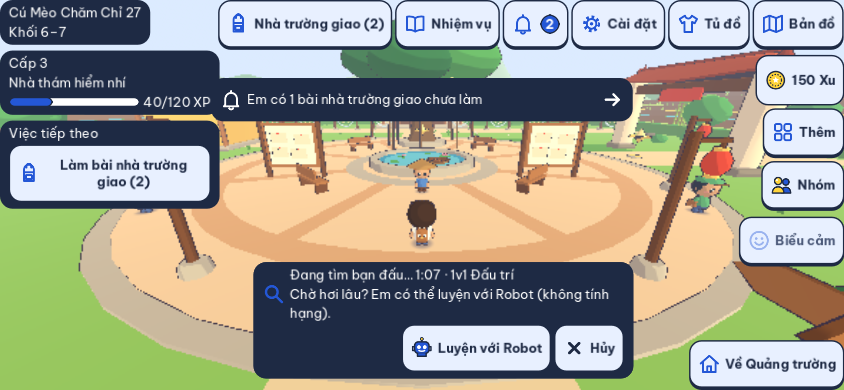 Cú Mèo Chăm Chỉ 27
Khối 6–7
Nhà trường giao (2)
Nhiệm vụ
2
Cài đặt
Tủ đồ
Bản đồ
Cấp 3
Nhà thám hiểm nhí
40/120 XP
Em có 1 bài nhà trường giao chưa làm
150 Xu
Việc tiếp theo
Làm bài nhà trường
giao (2)
Thêm
Nhóm
Biểu cảm
Đang tìm bạn đấu... 1:07 · 1v1 Đấu trí
Chờ hơi lâu? Em có thể luyện với Robot (không tính
hạng).
Luyện với Robot
Hủy
Về Quảng trường